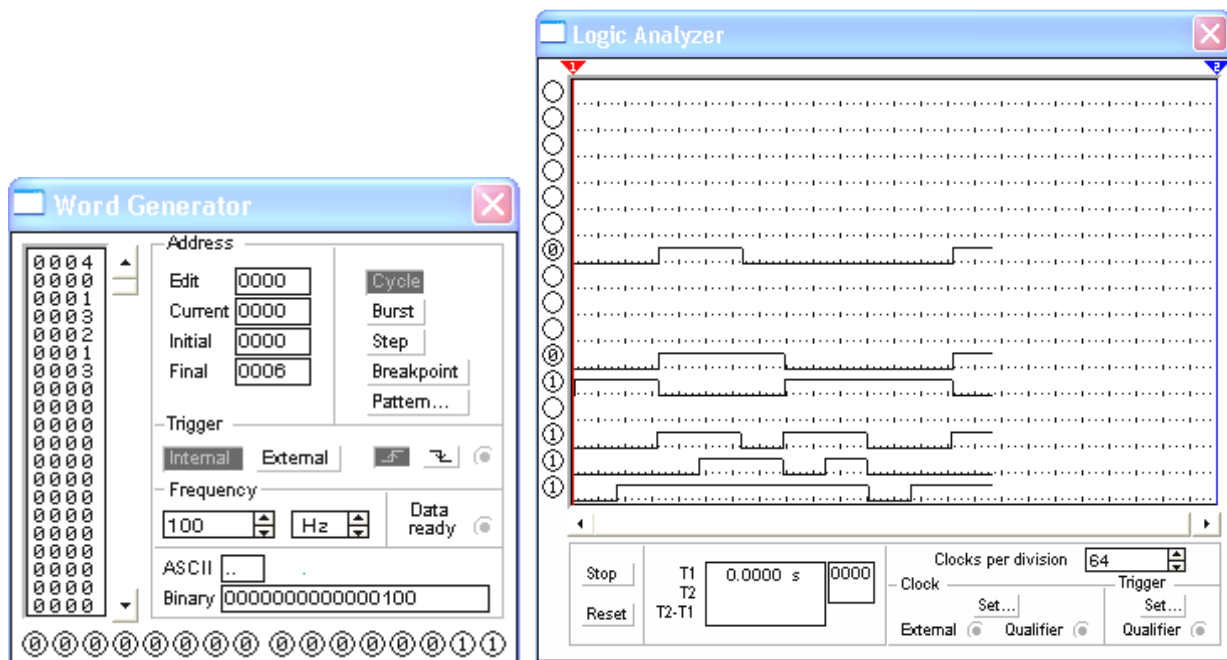 Word Generator
0004
0000
0001
0003
0002
0001
0003
0000
0000
0000
0000
0000
0000
0000
0000
0000
0000
0000
0000
0000
Address
Edit 0000
Current 0000
Initial 0000
Final 0006
Cycle
Burst
Step
Breakpoint
Pattern...
Trigger
Internal External
Frequency
100 Hz
Data
ready
ASCII ..
Binary 0000000000000100
0 0 0 0 0 0 0 0 0 0 0 0 0 0 1 1
Logic Analyzer
1 2
0
0
1
1
1
1
Stop
Reset
T1 0.0000 s 0000
T2
T2-T1
Clocks per division 64
Clock
Set...
External Qualifier
Trigger
Set...
Qualifier